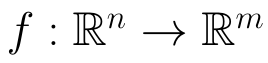 f : ℝⁿ → ℝᵐ